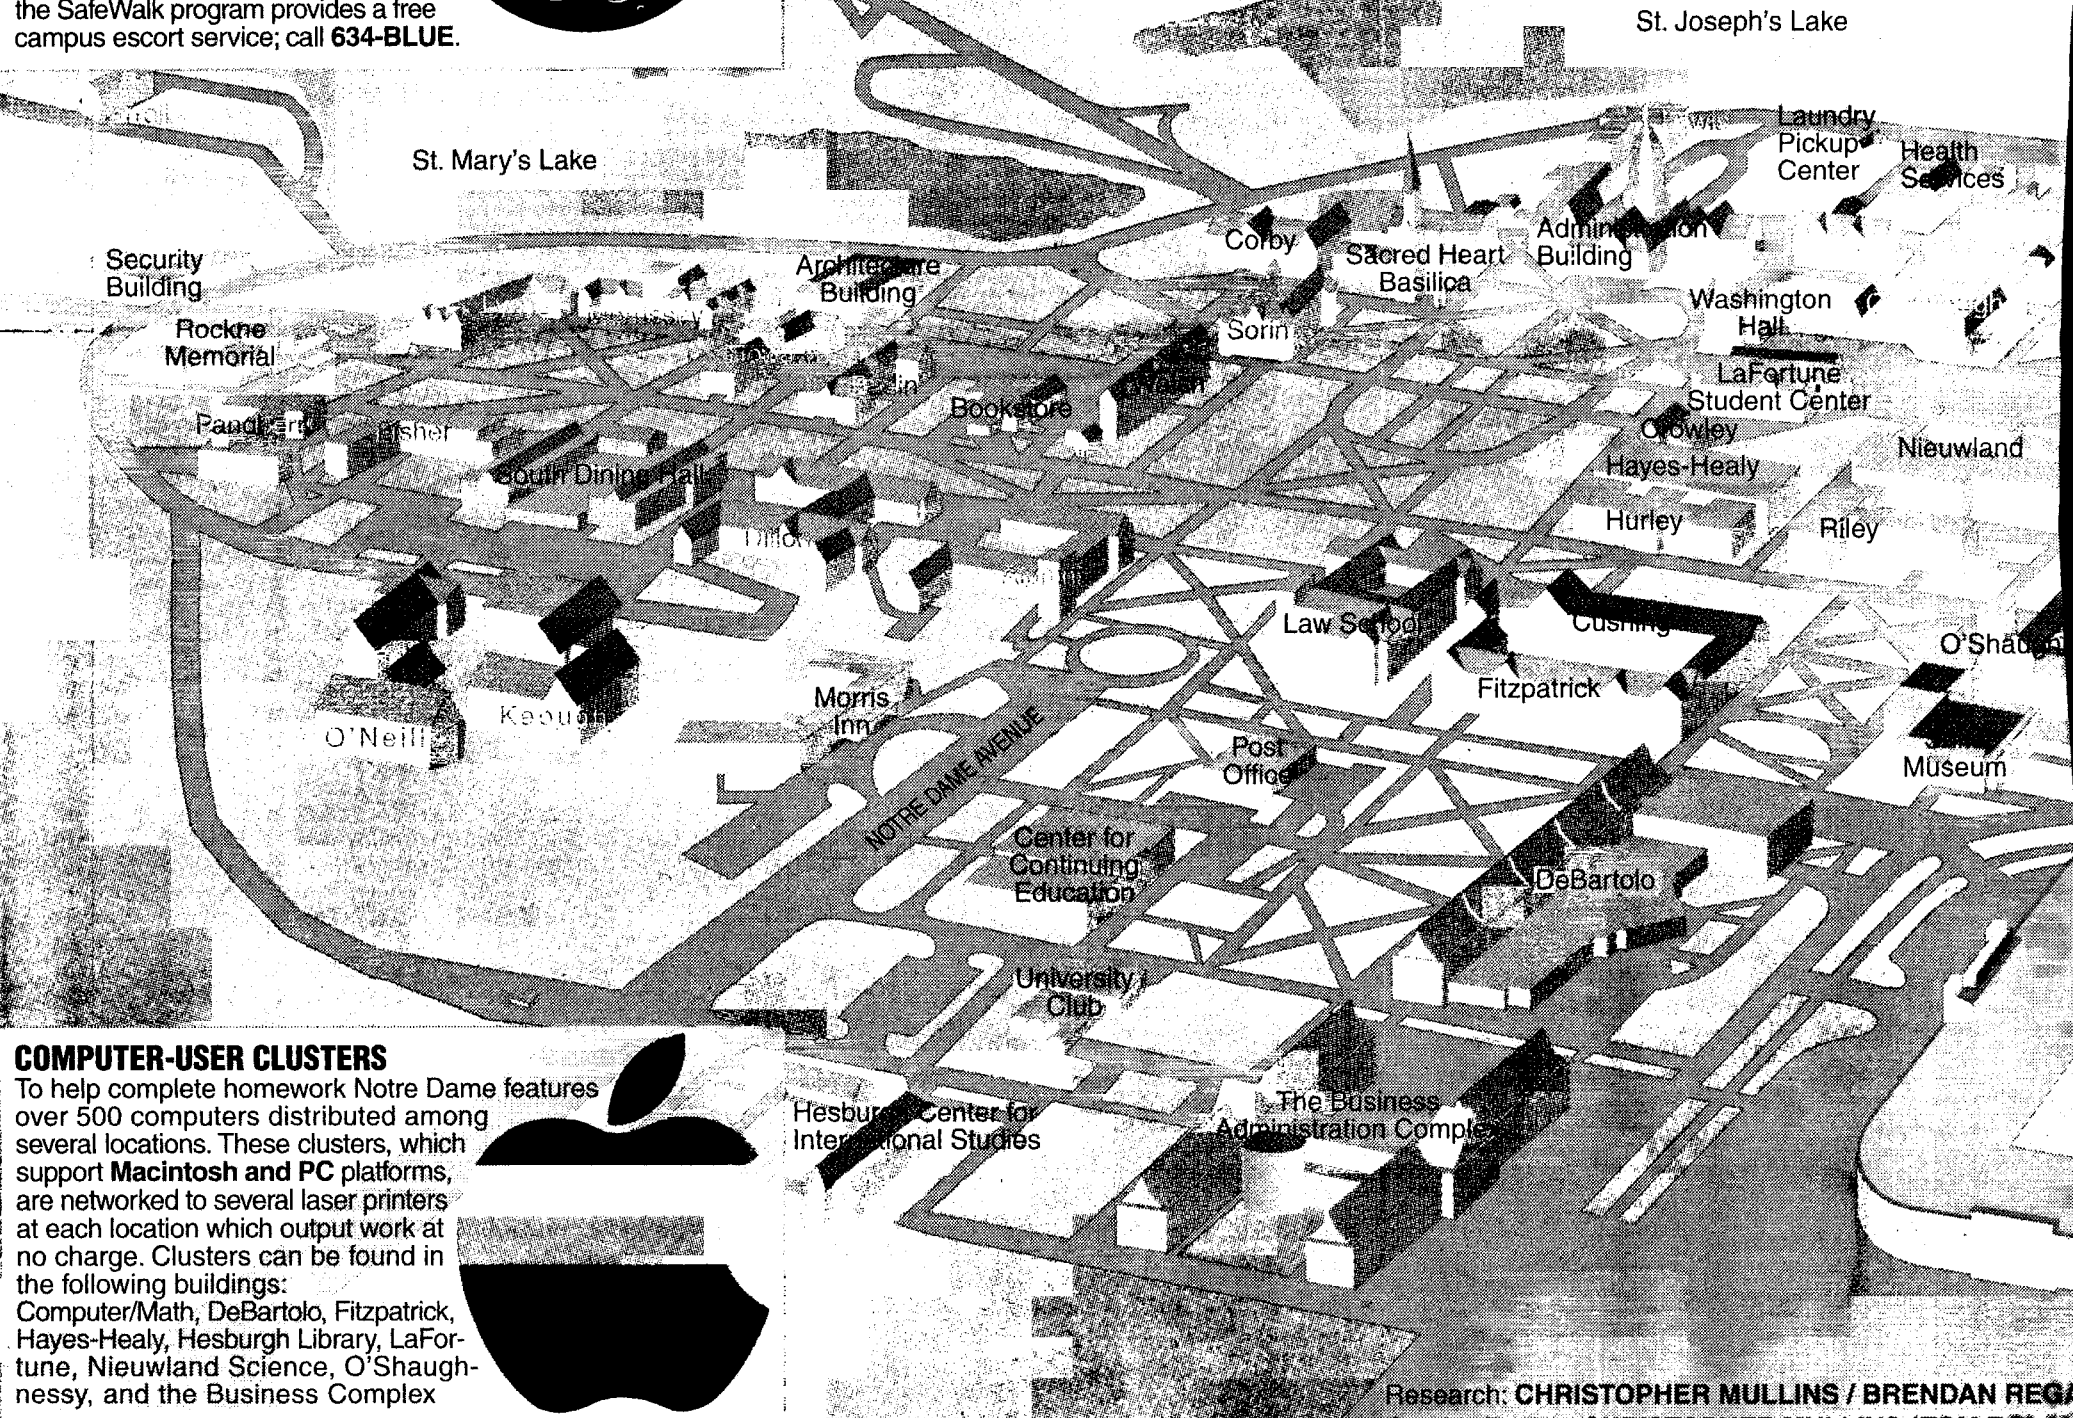 the SafeWalk program provides a free
campus escort service; call 634-BLUE.
St. Joseph's Lake
St. Mary's Lake
Laundry
Pickup
Center
Health
Services
Corby
Sacred Heart
Basilica
Administration
Building
Security
Building
Architecture
Building
Washington
Hall
Rockne
Memorial
Sorin
LaFortune
Student Center
Walsh
Bookstore
Crowley
Nieuwland
Fisher
South Dining Hall
Hayes-Healy
Hurley
Riley
Dillon
Law School
Cushing
O'Shaugh
Fitzpatrick
Morris
Inn
Keough
O'Neill
NOTRE DAME AVENUE
Post
Office
Museum
Center for
Continuing
Education
DeBartolo
University
Club
Hesburgh Center for
International Studies
The Business
Administration Complex
COMPUTER-USER CLUSTERS
To help complete homework Notre Dame features
over 500 computers distributed among
several locations. These clusters, which
support Macintosh and PC platforms,
are networked to several laser printers
at each location which output work at
no charge. Clusters can be found in
the following buildings:
Computer/Math, DeBartolo, Fitzpatrick,
Hayes-Healy, Hesburgh Library, LaFor-
tune, Nieuwland Science, O'Shaugh-
nessy, and the Business Complex
Research: CHRISTOPHER MULLINS / BRENDAN REGA